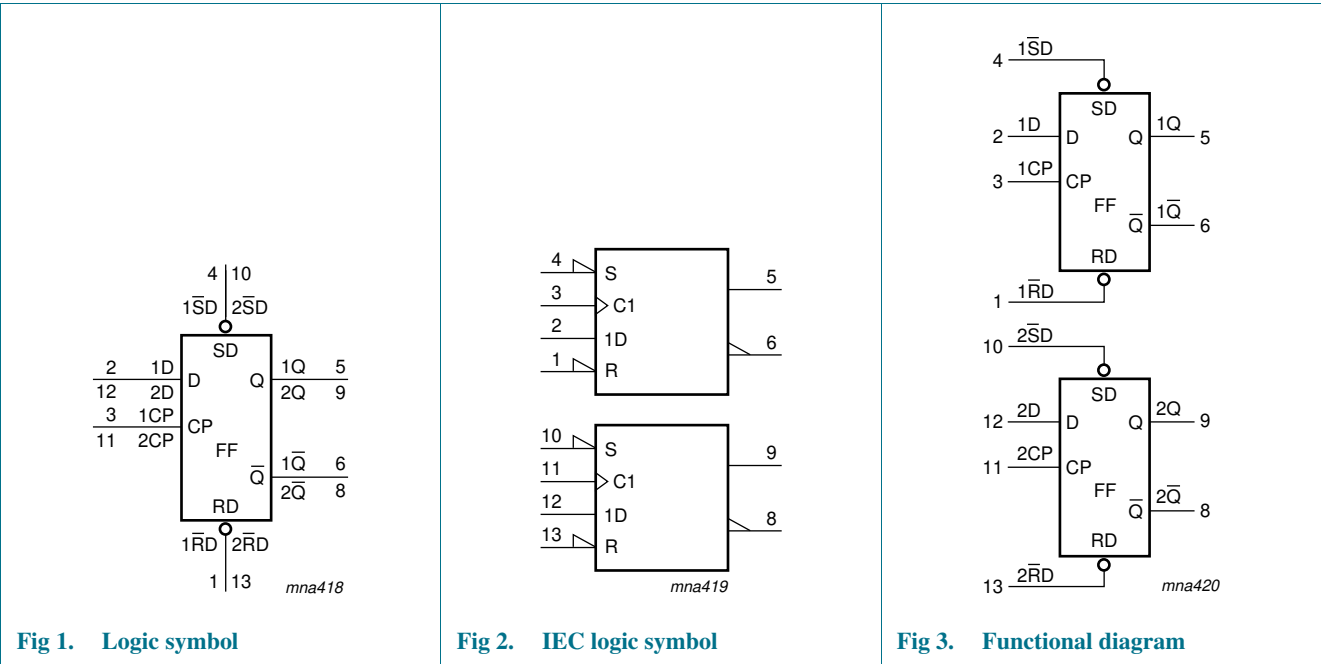 4 10
1S̅D 2S̅D
SD
2 1D D Q 1Q 5
12 2D 2Q 9
3 1CP CP
11 2CP
FF
Q̅ 1Q̅ 6
2Q̅ 8
RD
1R̅D 2R̅D
1 13
mna418
Fig 1. Logic symbol
4 S 5
3 C1
2 1D 6
1 R
10 S 9
11 C1
12 1D 8
13 R
mna419
Fig 2. IEC logic symbol
4 1S̅D
SD
2 1D D Q 1Q 5
3 1CP CP
FF
Q̅ 1Q̅ 6
RD
1 1R̅D
10 2S̅D
SD
12 2D D Q 2Q 9
11 2CP CP
FF
Q̅ 2Q̅ 8
RD
13 2R̅D
mna420
Fig 3. Functional diagram